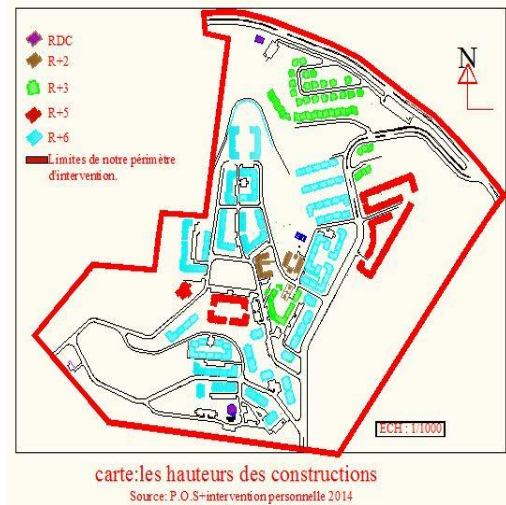 RDC
R+2
R+3
R+5
R+6
Limites de notre périmètre
d'intervention.
N
ECH : 1/1000
carte:les hauteurs des constructions
Source: P.O.S+intervention personnelle 2014